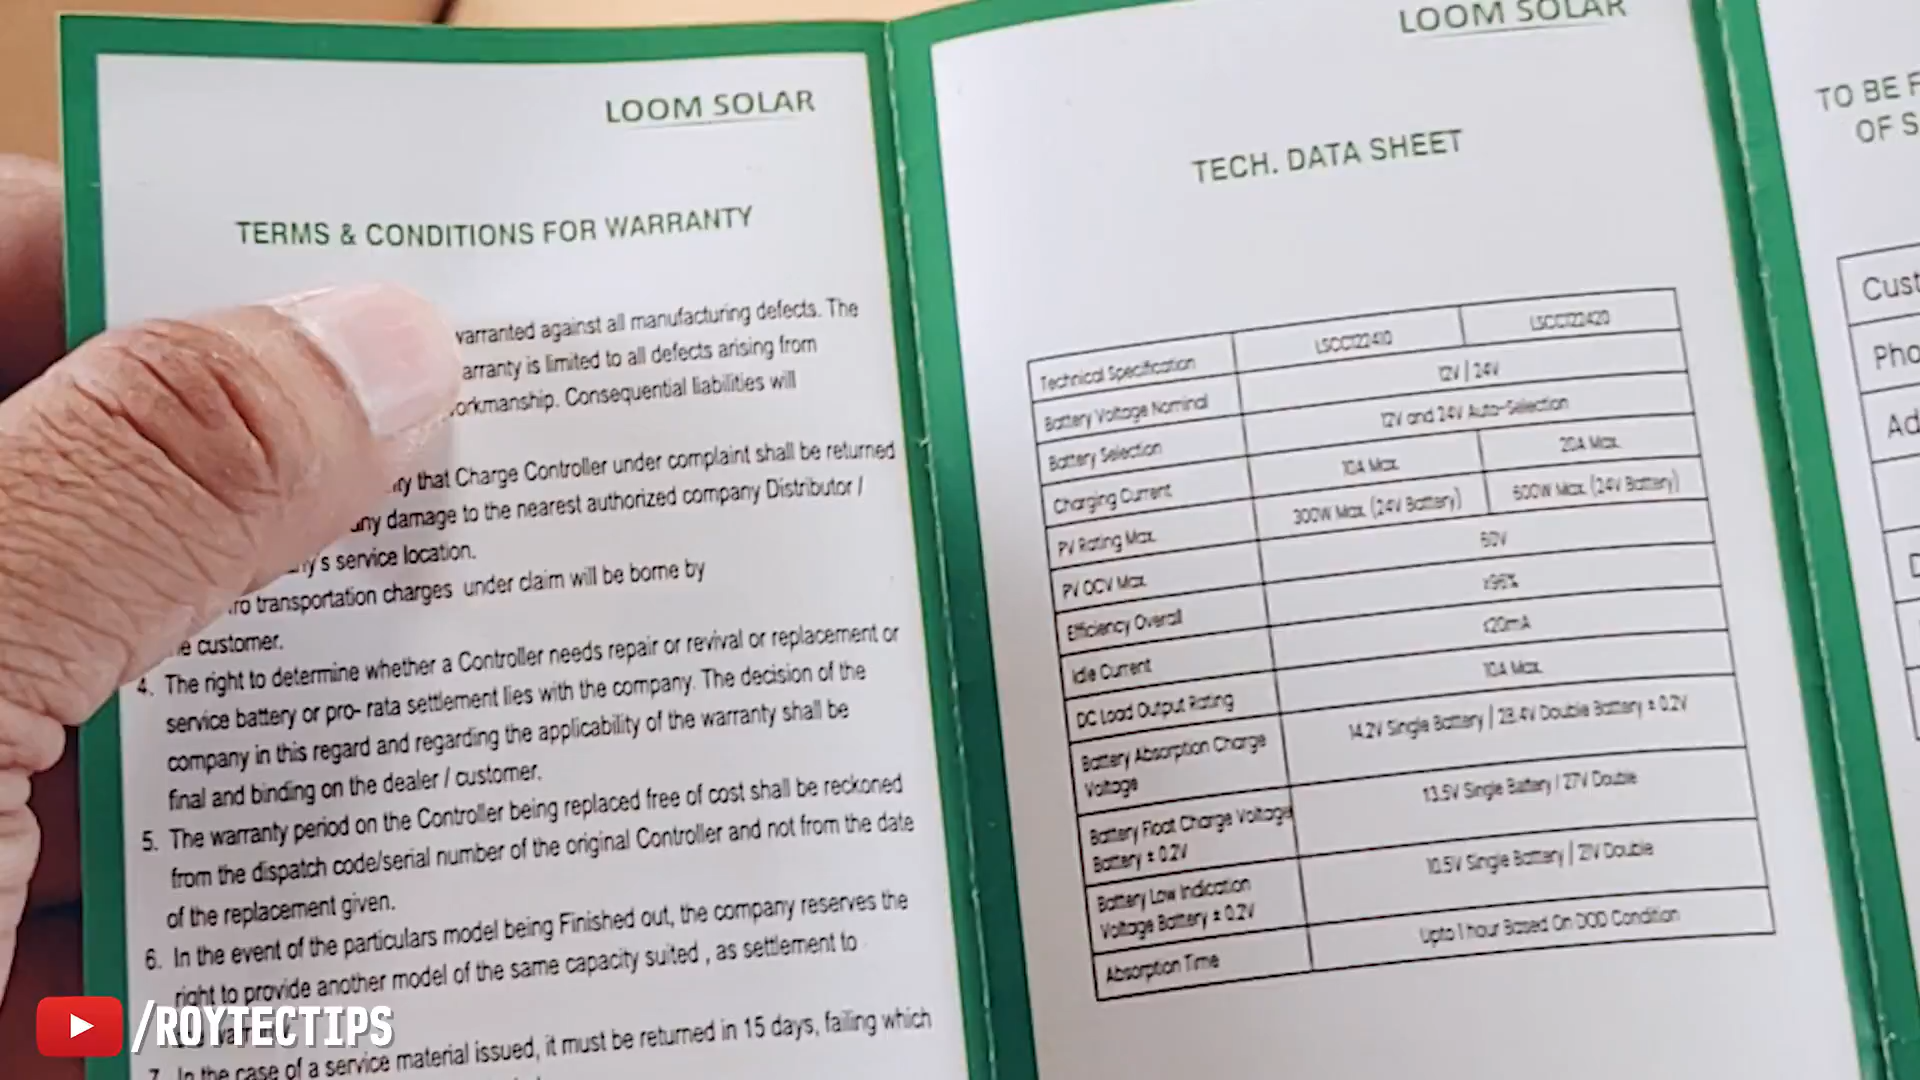 LOOM SOLAR
TERMS & CONDITIONS FOR WARRANTY
warranted against all manufacturing defects. The
warranty is limited to all defects arising from
workmanship. Consequential liabilities will
that Charge Controller under complaint shall be returned
any damage to the nearest authorized company Distributor /
service location.
transportation charges under claim will be borne by
customer.
4. The right to determine whether a Controller needs repair or revival or replacement or
service battery or pro- rata settlement lies with the company. The decision of the
company in this regard and regarding the applicability of the warranty shall be
final and binding on the dealer / customer.
5. The warranty period on the Controller being replaced free of cost shall be reckoned
from the dispatch code/serial number of the original Controller and not from the date
of the replacement given.
6. In the event of the particulars model being Finished out, the company reserves the
right to provide another model of the same capacity suited , as settlement to
7. In the case of a service material issued, it must be returned in 15 days, failing which
LOOM SOLAR
TECH. DATA SHEET
Technical Specification LSCC122410 LSCC122420
Battery Voltage Nominal 12V / 24V
Battery Selection 12V and 24V Auto-Selection
Charging Current 10A Max. 20A Max.
PV Rating Max. 300W Max. (24V Battery) 600W Max. (24V Battery)
PV OCV Max. 60V
Efficiency Overall ≥96%
Idle Current ≤20mA
DC Load Output Rating 10A Max.
Battery Absorption Charge
Voltage 14.2V Single Battery / 28.4V Double Battery ± 0.2V
Battery Float Charge Voltage
Battery ± 0.2V 13.5V Single Battery / 27V Double
Battery Low Indication
Voltage Battery ± 0.2V 10.5V Single Battery / 21V Double
Absorption Time Upto 1 hour Based On DOD Condition
TO BE F
OF S
Cust
Pho
Ad
D
/ROYTECTIPS